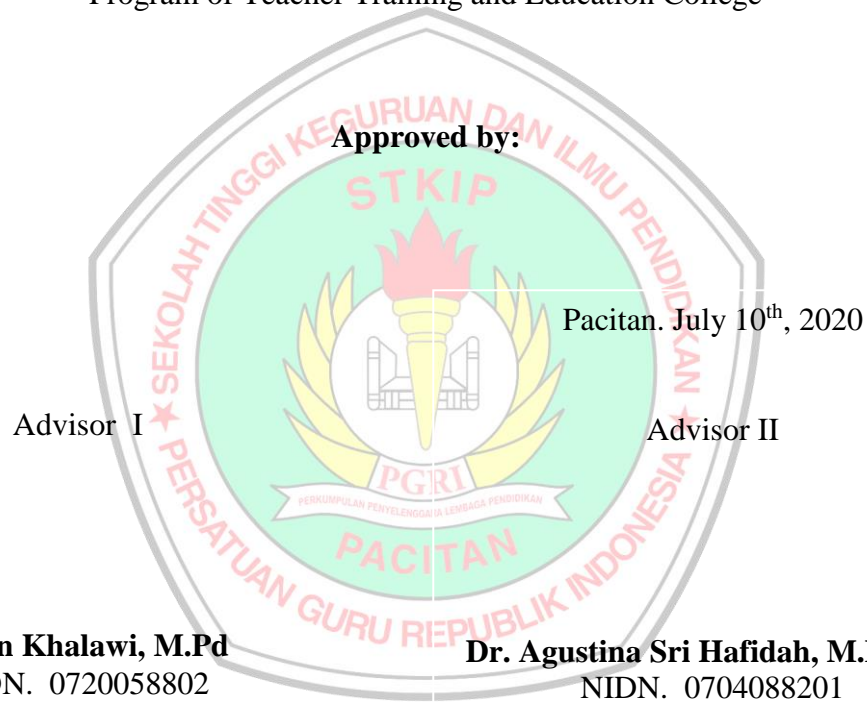 Program of Teacher Training and Education College
Approved by:
SEKOLAH TINGGI KEGURUAN DAN ILMU PENDIDIKAN
STKIP
Pacitan. July 10th, 2020
Advisor I Advisor II
PGRI
PERKUMPULAN PENYELENGGARA LEMBAGA PENDIDIKAN
PACITAN
PERSATUAN GURU REPUBLIK INDONESIA
Khalawi, M.Pd Dr. Agustina Sri Hafidah,
0720058802 NIDN. 0704088201